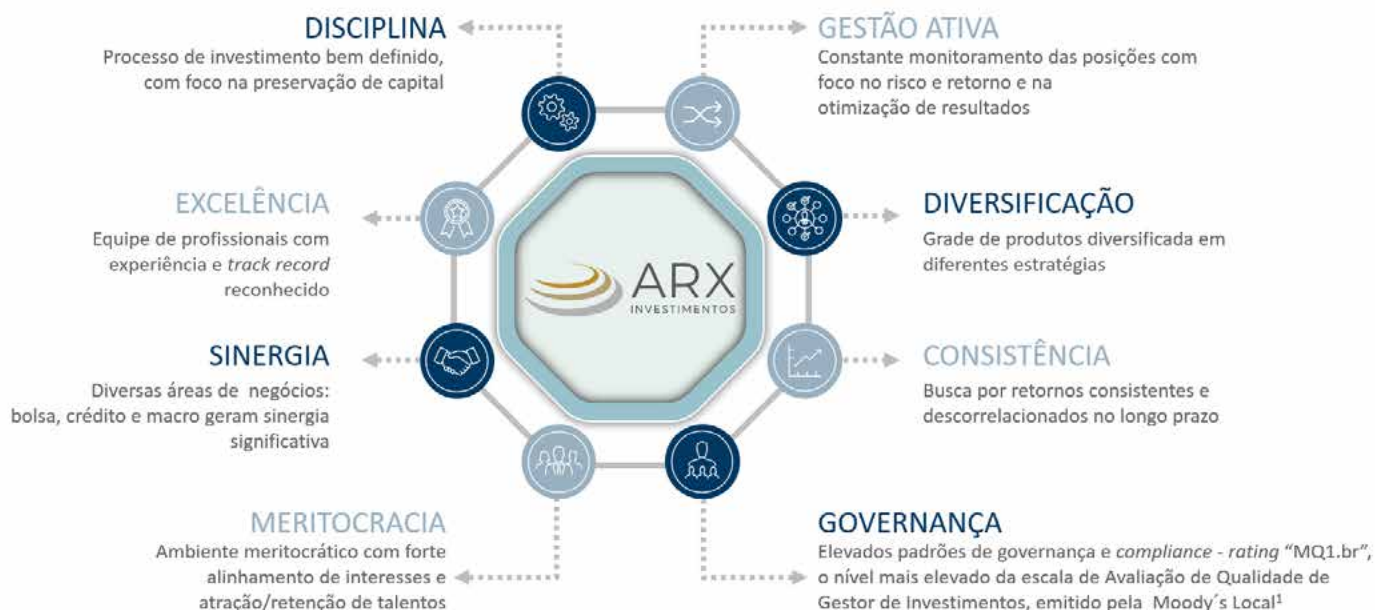 DISCIPLINA
Processo de investimento bem definido,
com foco na preservação de capital
GESTÃO ATIVA
Constante monitoramento das posições com
foco no risco e retorno e na
otimização de resultados
EXCELÊNCIA
Equipe de profissionais com
experiência e track record
reconhecido
DIVERSIFICAÇÃO
Grade de produtos diversificada em
diferentes estratégias
ARX
INVESTIMENTOS
SINERGIA
Diversas áreas de negócios:
bolsa, crédito e macro geram sinergia
significativa
CONSISTÊNCIA
Busca por retornos consistentes e
descorrelacionados no longo prazo
MERITOCRACIA
Ambiente meritocrático com forte
alinhamento de interesses e
atração/retenção de talentos
GOVERNANÇA
Elevados padrões de governança e compliance - rating “MQ1.br”,
o nível mais elevado da escala de Avaliação de Qualidade de
Gestor de Investimentos, emitido pela Moody´s Local¹